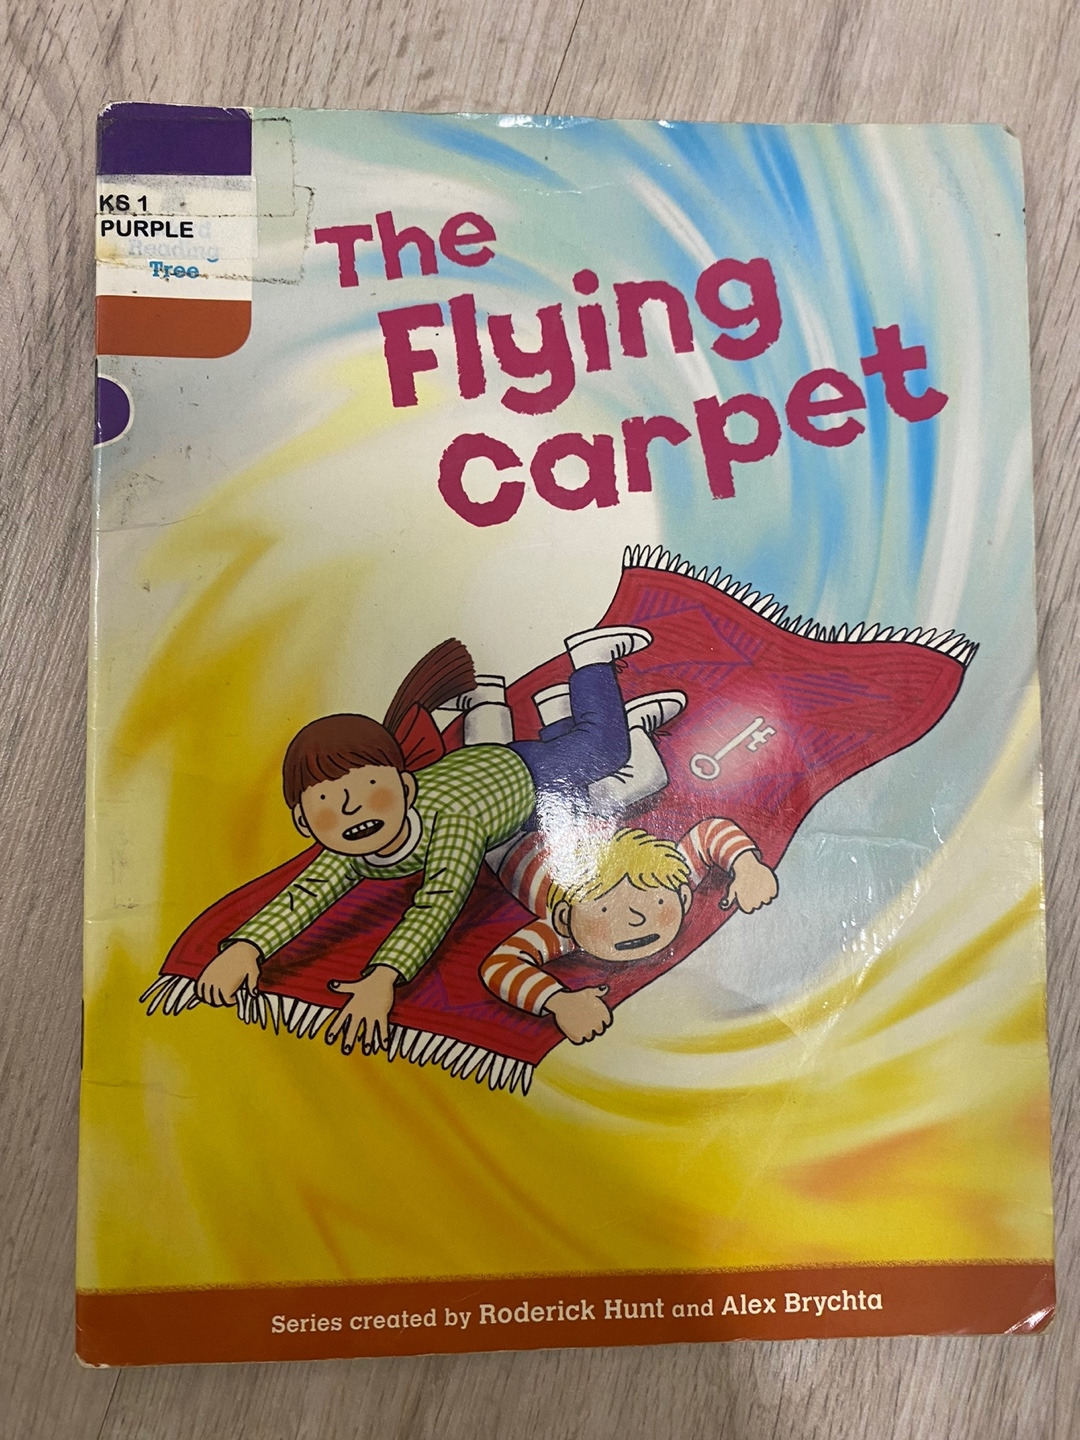 KS 1
PURPLE
Reading
Tree
The
Flying
Carpet
Series created by Roderick Hunt and Alex Brychta